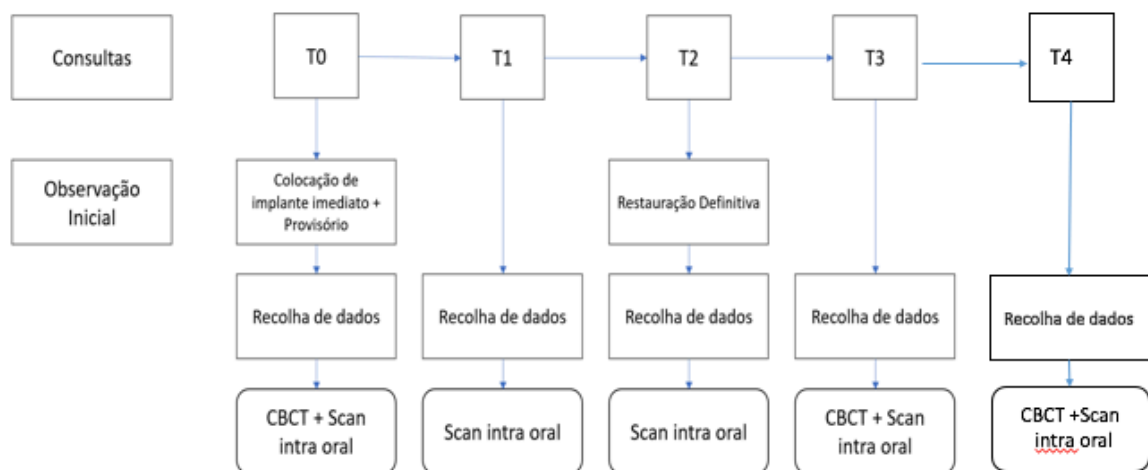 Consultas
T0
T1
T2
T3
T4
Observação
Inicial
Colocação de
implante imediato +
Provisório
Restauração Definitiva
Recolha de dados
Recolha de dados
Recolha de dados
Recolha de dados
Recolha de dados
CBCT + Scan
intra oral
Scan intra oral
Scan intra oral
CBCT + Scan
intra oral
CBCT +Scan
intra oral